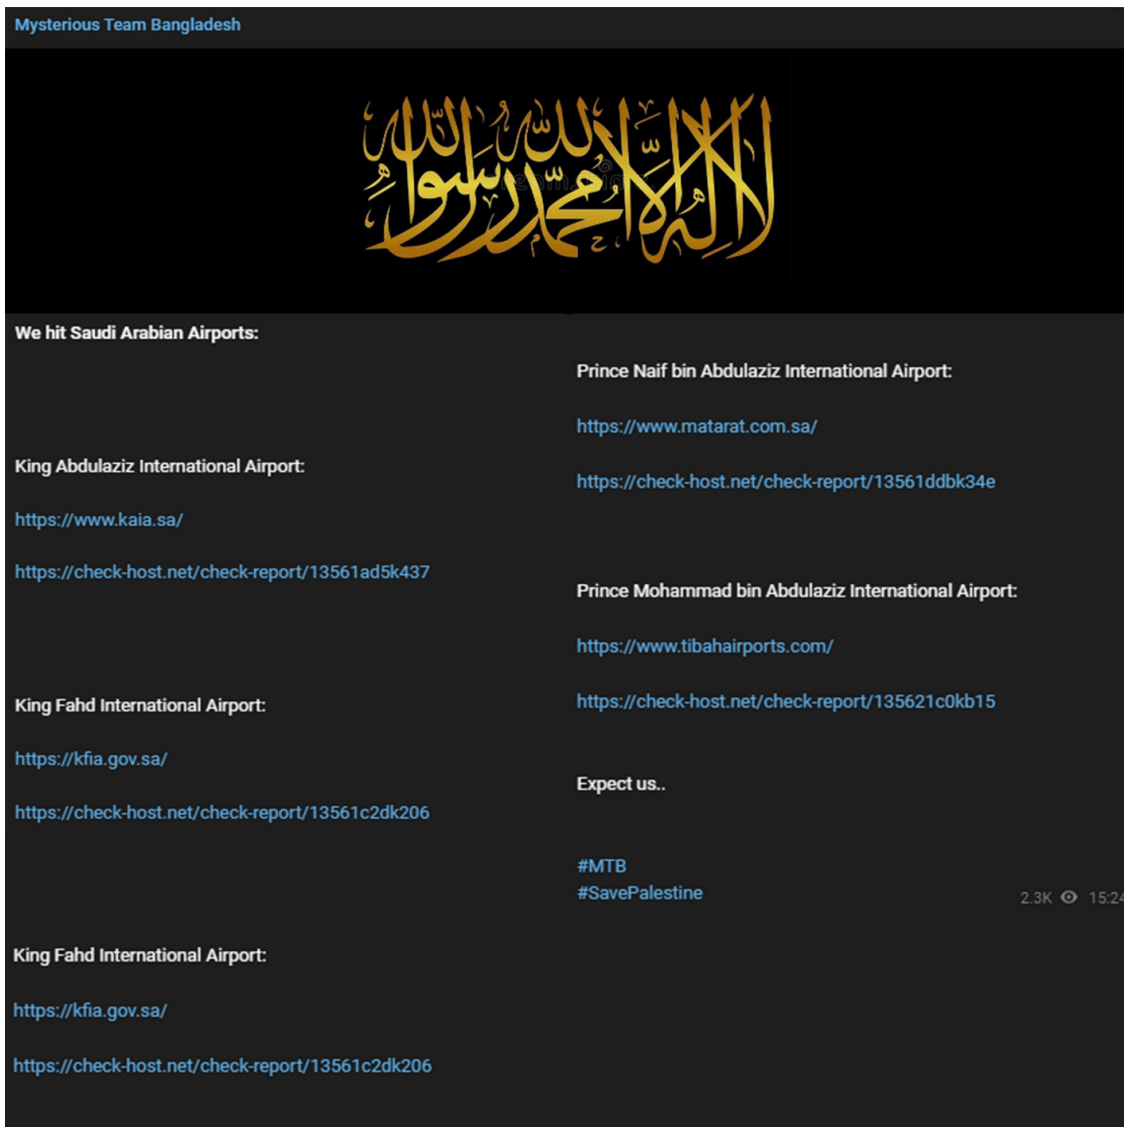 Mysterious Team Bangladesh
لا إله إلا الله محمد رسول الله
We hit Saudi Arabian Airports:
King Abdulaziz International Airport:
https://www.kaia.sa/
https://check-host.net/check-report/13561ad5k437
King Fahd International Airport:
https://kfia.gov.sa/
https://check-host.net/check-report/13561c2dk206
King Fahd International Airport:
https://kfia.gov.sa/
https://check-host.net/check-report/13561c2dk206
Prince Naif bin Abdulaziz International Airport:
https://www.matarat.com.sa/
https://check-host.net/check-report/13561ddbk34e
Prince Mohammad bin Abdulaziz International Airport:
https://www.tibahairports.com/
https://check-host.net/check-report/135621c0kb15
Expect us..
#MTB
#SavePalestine
2.3K 15:24